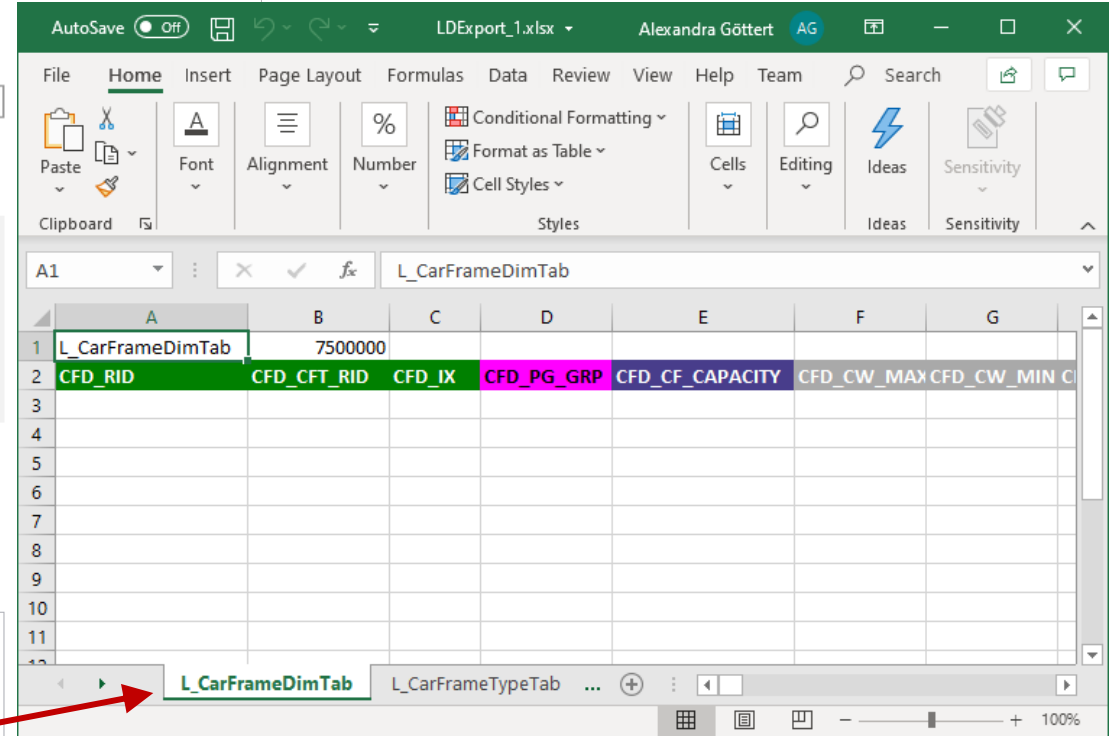 AutoSave Off LDExport_1.xlsx Alexandra Göttert AG
File Home Insert Page Layout Formulas Data Review View Help Team Search
Paste
Font
Alignment
Number
%
Conditional Formatting
Format as Table
Cell Styles
Cells
Editing
Ideas
Sensitivity
Clipboard Styles Ideas Sensitivity
A1 fx L_CarFrameDimTab
A B C D E F G
1 L_CarFrameDimTab 7500000
2 CFD_RID CFD_CFT_RID CFD_IX CFD_PG_GRP CFD_CF_CAPACITY CFD_CW_MAX CFD_CW_MIN
3
4
5
6
7
8
9
10
11
L_CarFrameDimTab L_CarFrameTypeTab ...
100%